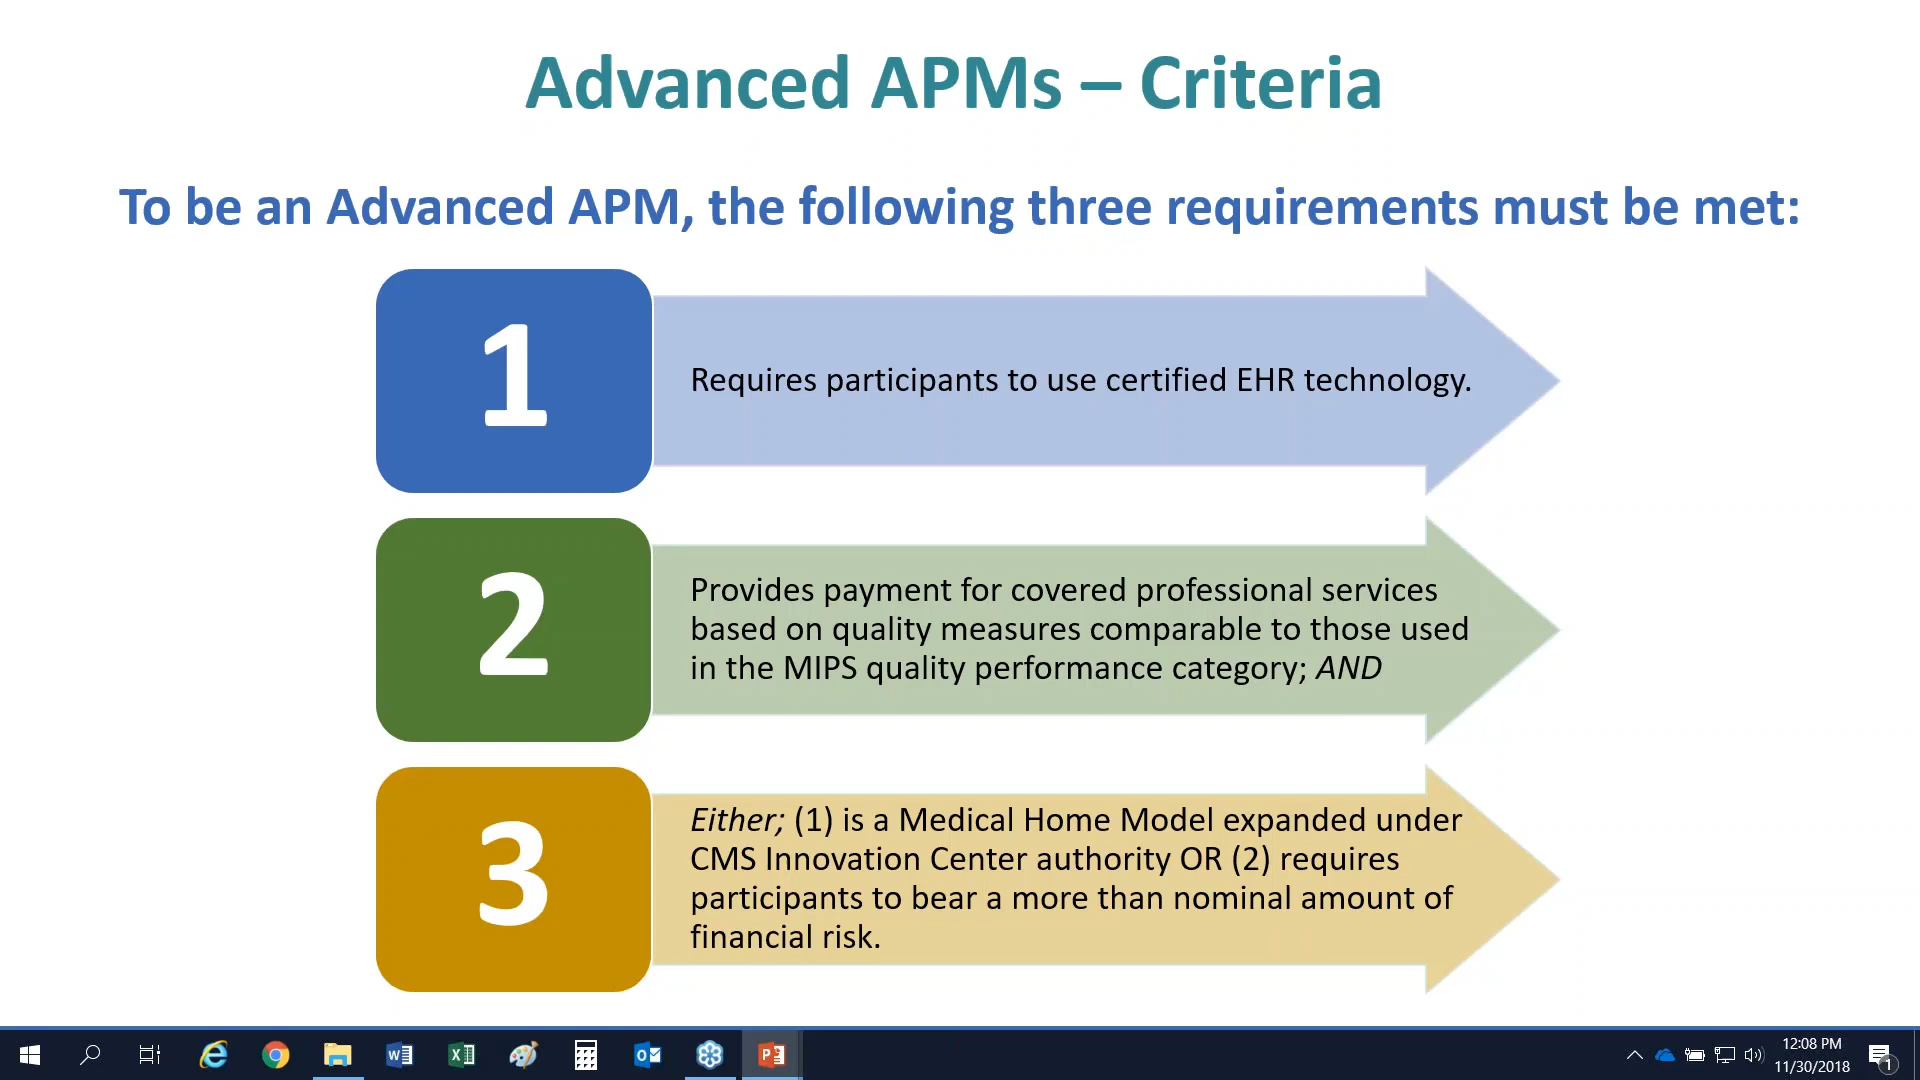 Advanced APMs – Criteria
To be an Advanced APM, the following three requirements must be met:
1
Requires participants to use certified EHR technology.
2
Provides payment for covered professional services
based on quality measures comparable to those used
in the MIPS quality performance category; AND
3
Either; (1) is a Medical Home Model expanded under
CMS Innovation Center authority OR (2) requires
participants to bear a more than nominal amount of
financial risk.
12:08 PM
11/30/2018
1